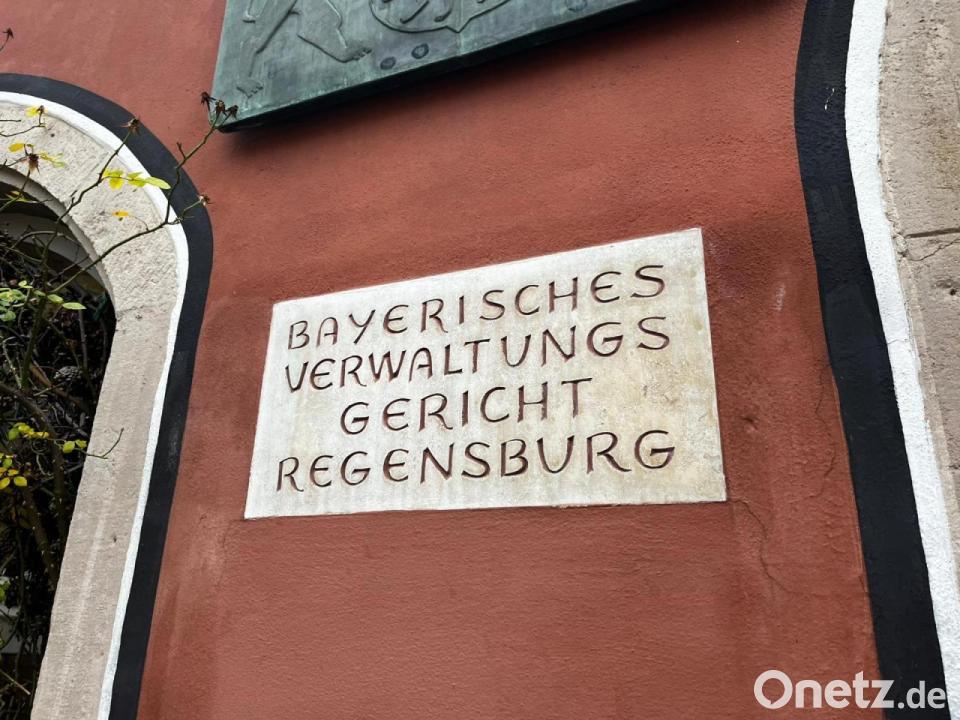 BAYERISCHES
VERWALTUNGS
GERICHT
REGENSBURG
Onetz.de